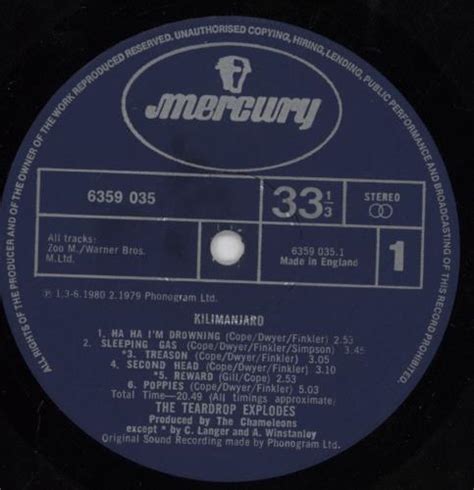 ALL RIGHTS OF THE PRODUCER AND OF THE OWNER OF THE WORK REPRODUCED RESERVED. UNAUTHORISED COPYING, HIRING, LENDING, PUBLIC PERFORMANCE AND BROADCASTING OF THIS RECORD PROHIBITED.
mercury
6359 035
33 1/3
STEREO
All tracks:
Zoo M./Warner Bros.
M.Ltd.
6359 035.1
Made in England
1
℗ 1,3-6.1980 2.1979 Phonogram Ltd.
KILIMANJARO
1. HA HA I'M DROWNING (Cope/Dwyer/Finkler) 2.53
2. SLEEPING GAS (Cope/Dwyer/Finkler/Simpson) 3.45
*3. TREASON (Cope/Dwyer/Finkler) 3.05
4. SECOND HEAD (Cope/Dwyer/Finkler) 3.10
*5. REWARD (Gill/Cope) 2.53
6. POPPIES (Cope/Dwyer/Finkler) 5.03
Total Time—20.49 (All timings approximate)
THE TEARDROP EXPLODES
Produced by The Chameleons
except * by C. Langer and A. Winstanley
Original Sound Recording made by Phonogram Ltd.